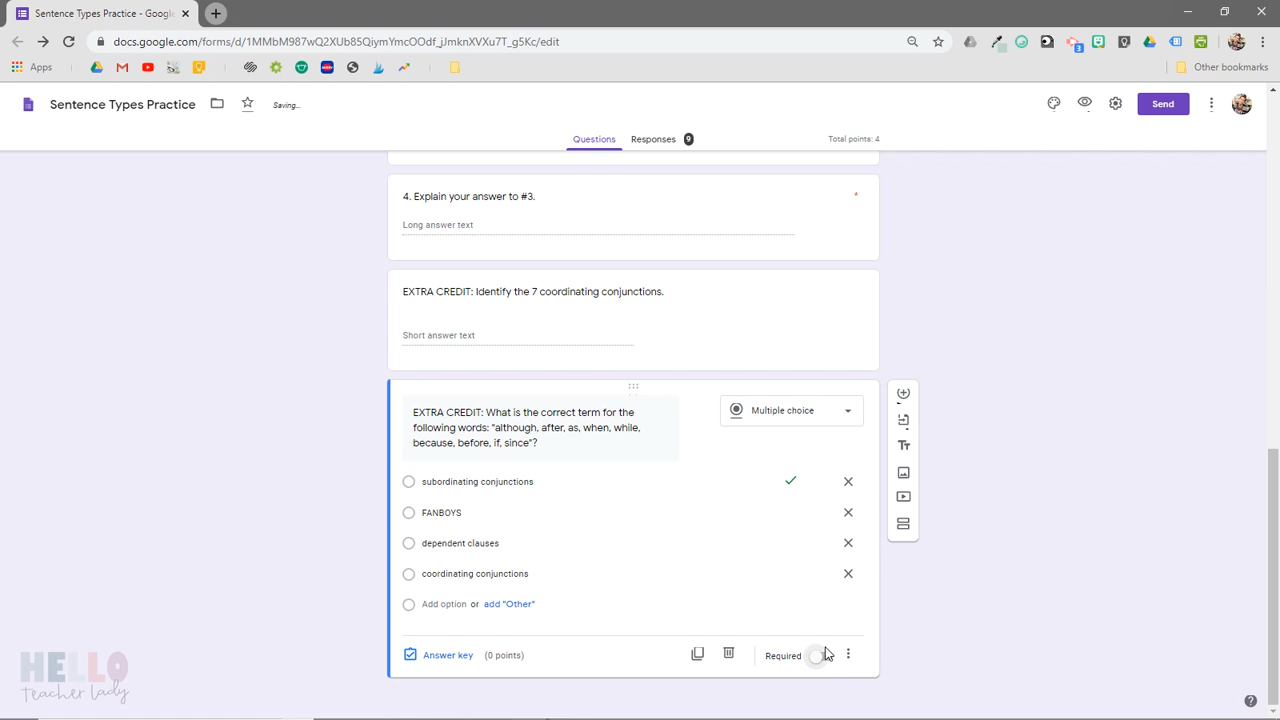 Sentence Types Practice - Google
docs.google.com/forms/d/1MMbM987wQ2XUb85QiymYmcOOdf_jJmknXVXu7T_g5Kc/edit
3
Apps
Other bookmarks
Sentence Types Practice
Saving...
Send
Questions
Responses 9
Total points: 4
4. Explain your answer to #3.
*
Long answer text
EXTRA CREDIT: Identify the 7 coordinating conjunctions.
Short answer text
EXTRA CREDIT: What is the correct term for the
following words: "although, after, as, when, while,
because, before, if, since"?
Multiple choice
subordinating conjunctions
FANBOYS
dependent clauses
coordinating conjunctions
Add option or add "Other"
Answer key (0 points)
Required
HELLO
teacher lady